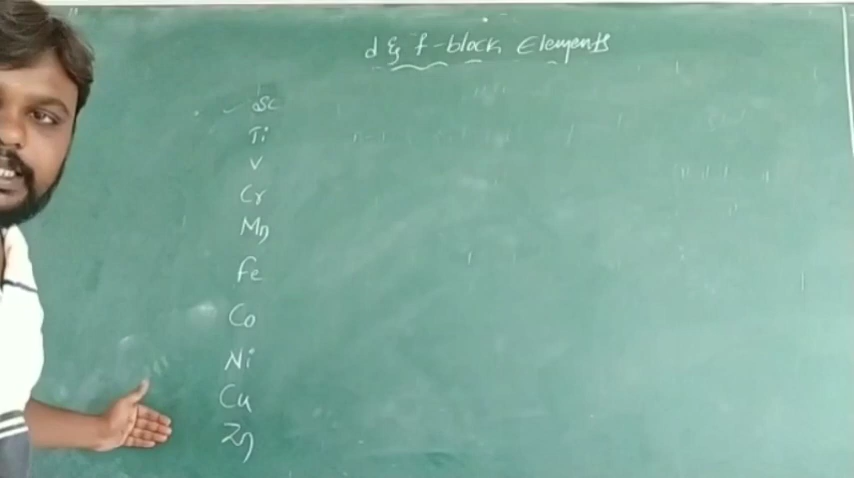 d & f-block Elements
Sc
Ti
V
Cr
Mn
Fe
Co
Ni
Cu
Zn